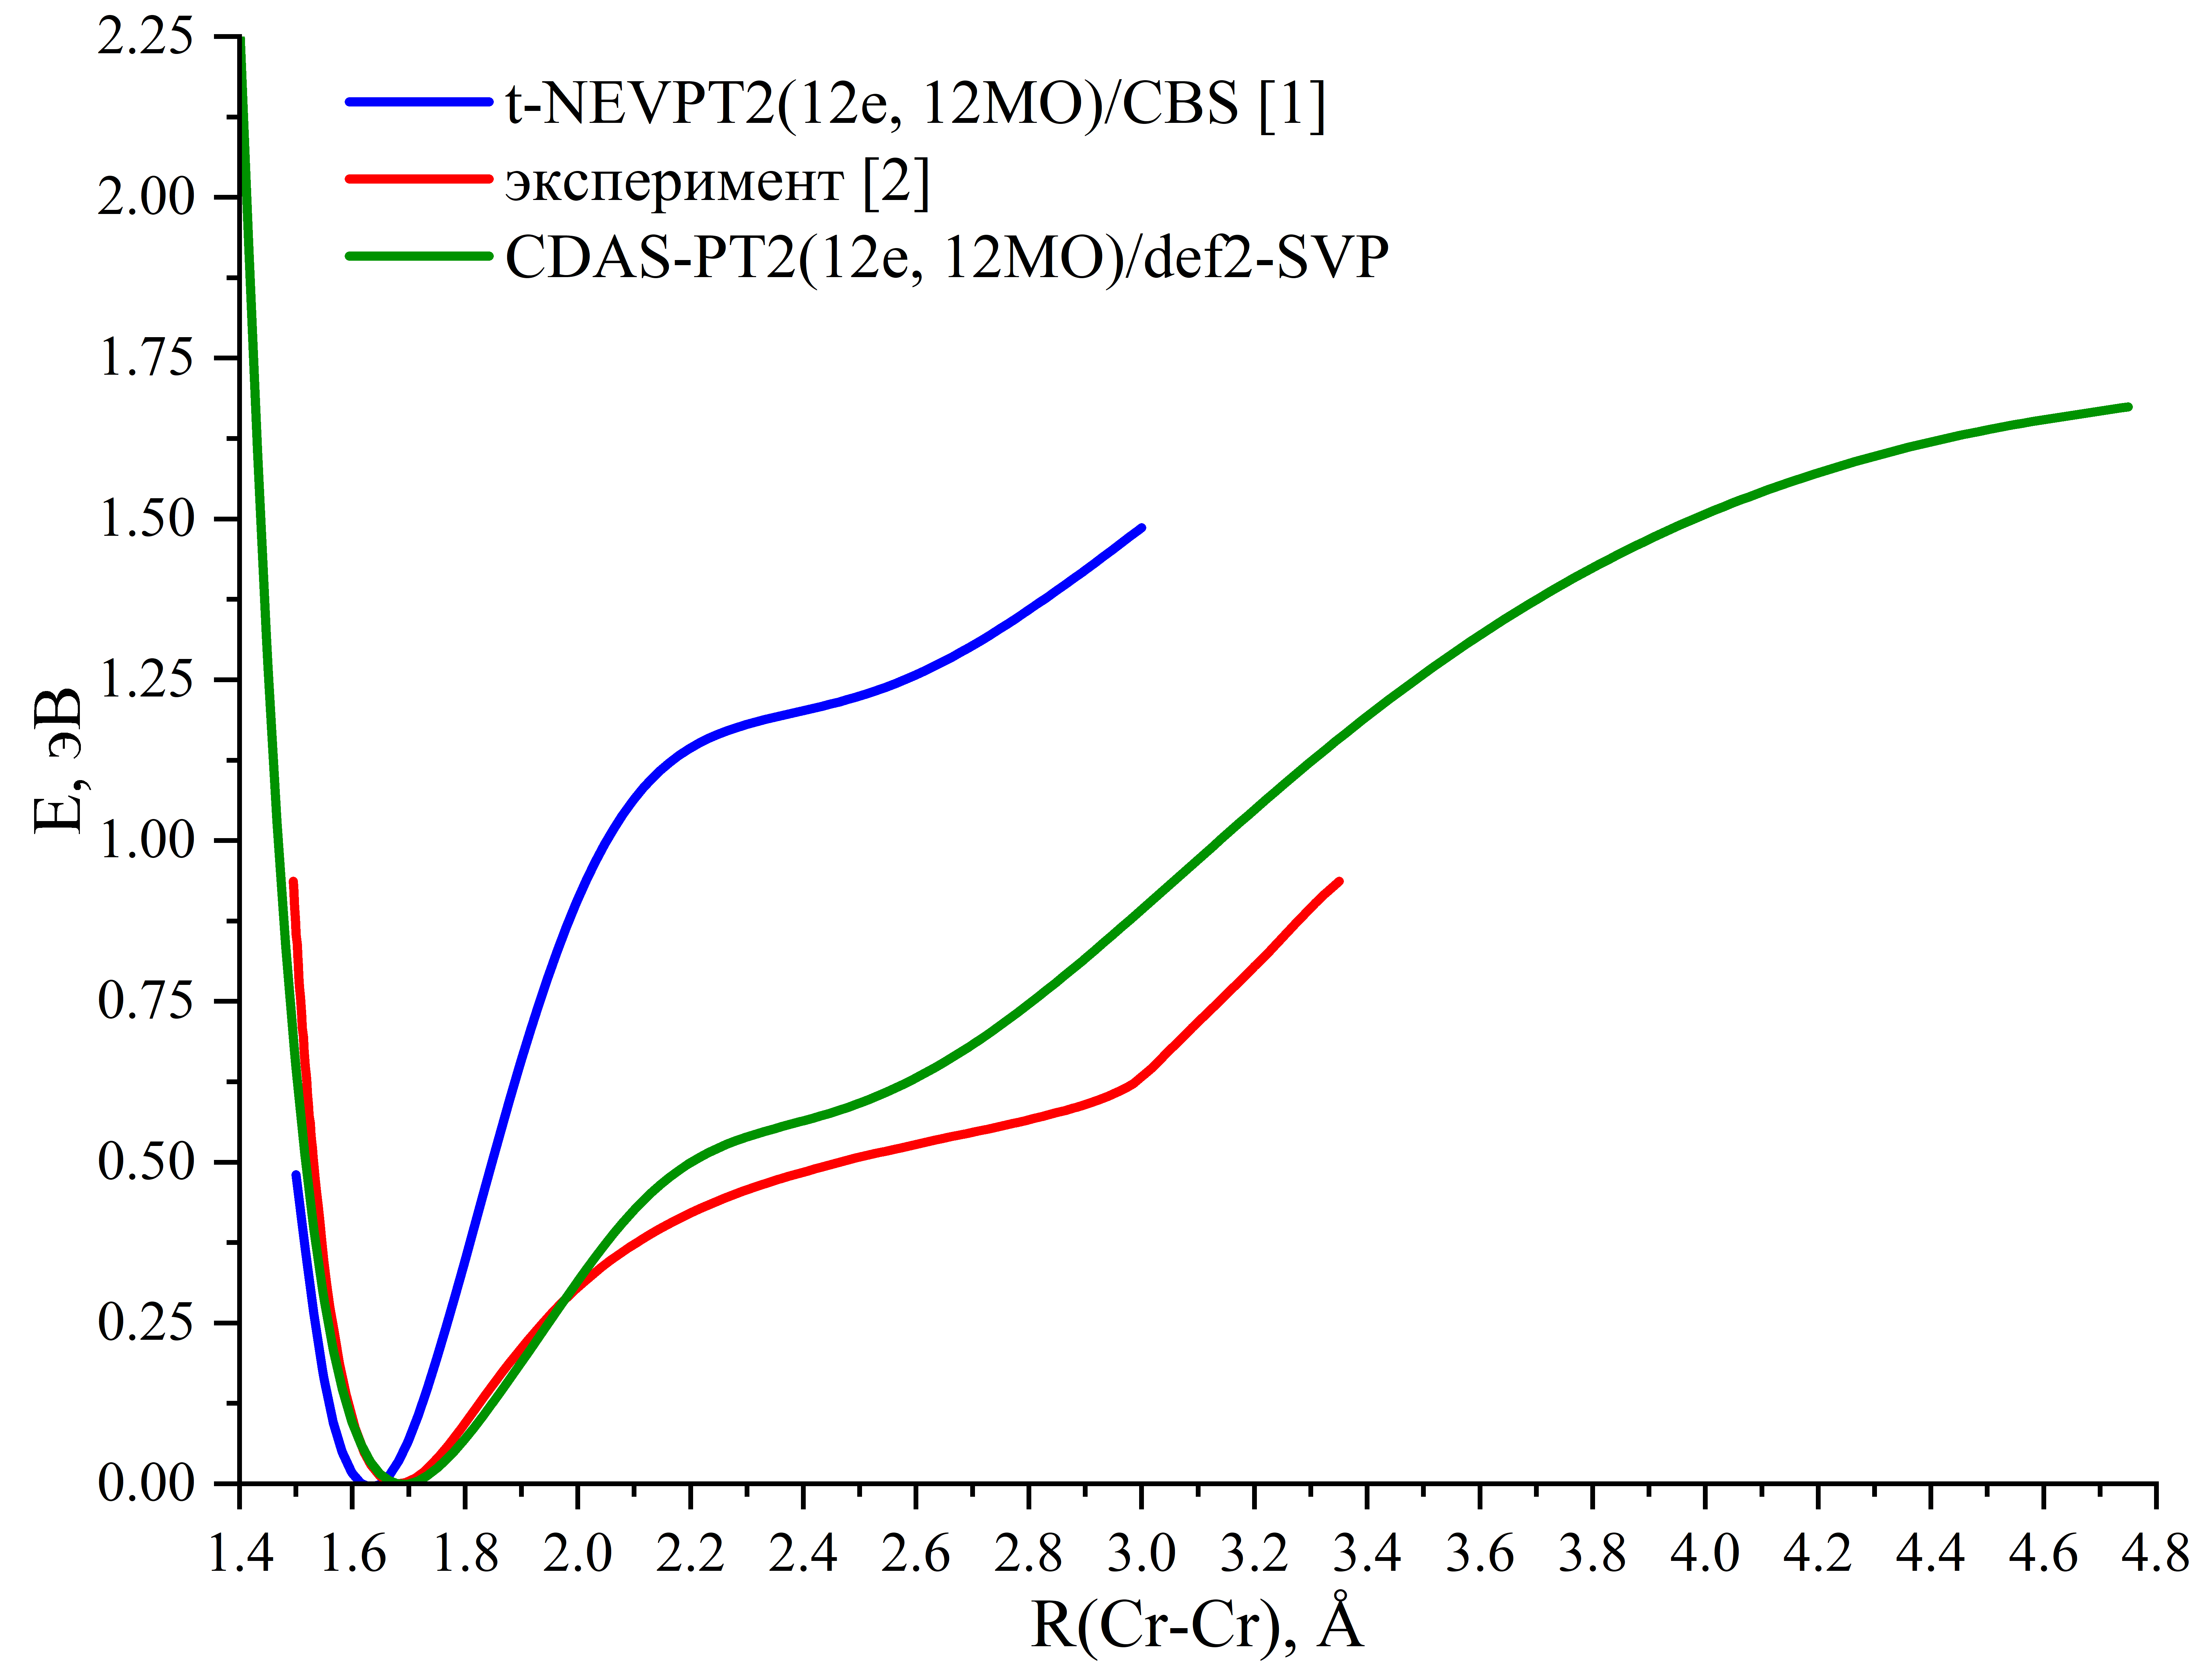 t-NEVPT2(12e, 12MO)/CBS [1]
эксперимент [2]
CDAS-PT2(12e, 12MO)/def2-SVP
E, эВ
2.25
2.00
1.75
1.50
1.25
1.00
0.75
0.50
0.25
0.00
1.4 1.6 1.8 2.0 2.2 2.4 2.6 2.8 3.0 3.2 3.4 3.6 3.8 4.0 4.2 4.4 4.6 4.8
R(Cr-Cr), Å